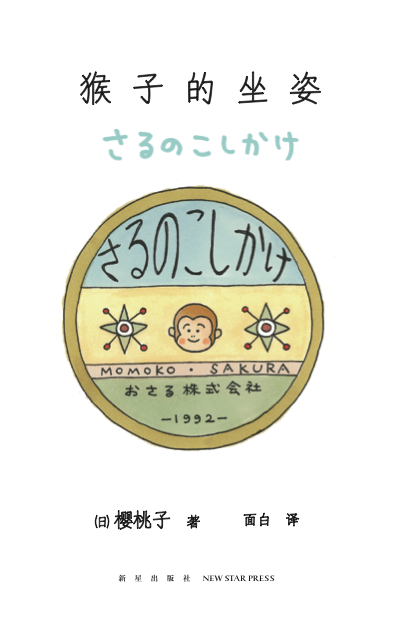 猴子的坐姿
さるのこしかけ
さるのこしかけ
MOMOKO・SAKURA
おさる株式会社
—1992—
(日)樱桃子 著 面白 译
新星出版社 NEW STAR PRESS